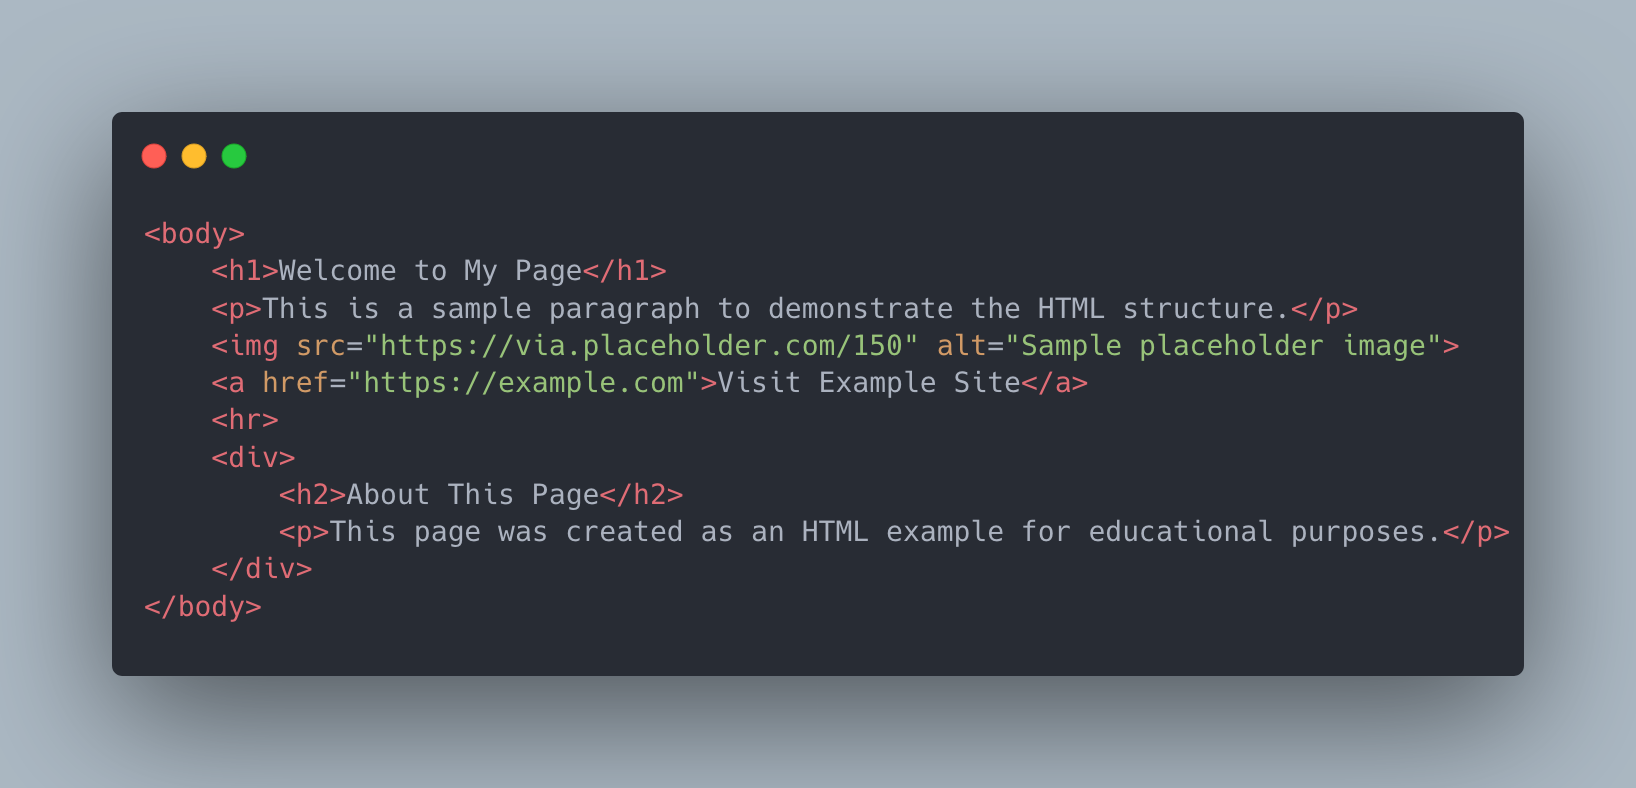 <body>
    <h1>Welcome to My Page</h1>
    <p>This is a sample paragraph to demonstrate the HTML structure.</p>
    <img src="https://via.placeholder.com/150" alt="Sample placeholder image">
    <a href="https://example.com">Visit Example Site</a>
    <hr>
    <div>
        <h2>About This Page</h2>
        <p>This page was created as an HTML example for educational purposes.</p>
    </div>
</body>